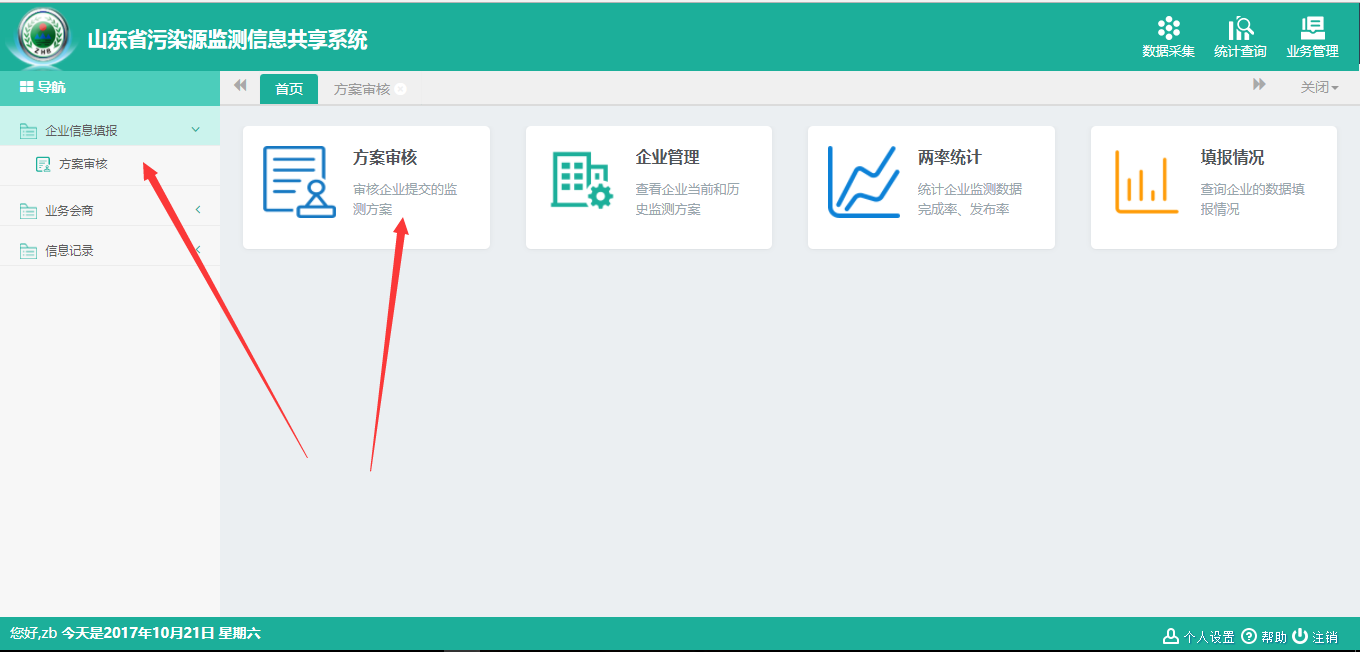 山东省污染源监测信息共享系统
数据采集
统计查询
业务管理
导航
首页
方案审核
关闭
企业信息填报
方案审核
业务会商
信息记录
方案审核
审核企业提交的监
测方案
企业管理
查看企业当前和历
史监测方案
两率统计
统计企业监测数据
完成率、发布率
填报情况
查询企业的数据填
报情况
您好,zb 今天是2017年10月21日 星期六
个人设置 帮助 注销
ZHB